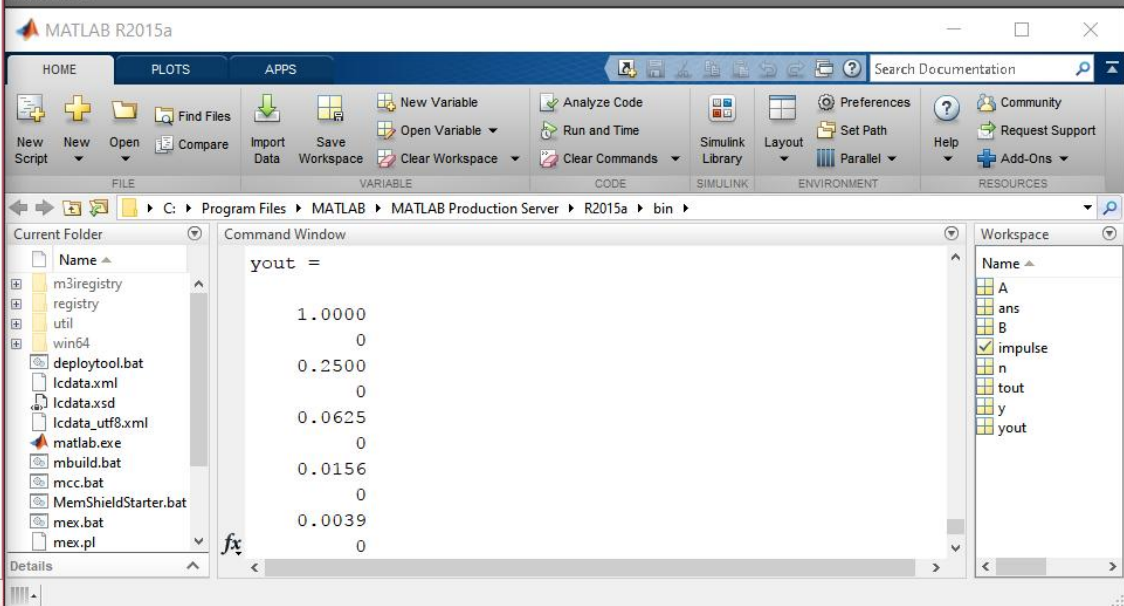 MATLAB R2015a
HOME PLOTS APPS Search Documentation
New Script New Open Find Files Compare
Import Data Save Workspace New Variable Open Variable Clear Workspace
Analyze Code Run and Time Clear Commands
Simulink Library Layout Preferences Set Path Parallel
Help Community Request Support Add-Ons
FILE VARIABLE CODE SIMULINK ENVIRONMENT RESOURCES
C: Program Files MATLAB MATLAB Production Server R2015a bin
Current Folder
Name
m3iregistry
registry
util
win64
deploytool.bat
lcdata.xml
lcdata.xsd
lcdata_utf8.xml
matlab.exe
mbuild.bat
mcc.bat
MemShieldStarter.bat
mex.bat
mex.pl
Details
Command Window
yout =
1.0000
0
0.2500
0
0.0625
0
0.0156
0
0.0039
0
fx
Workspace
Name
A
ans
B
impulse
n
tout
y
yout